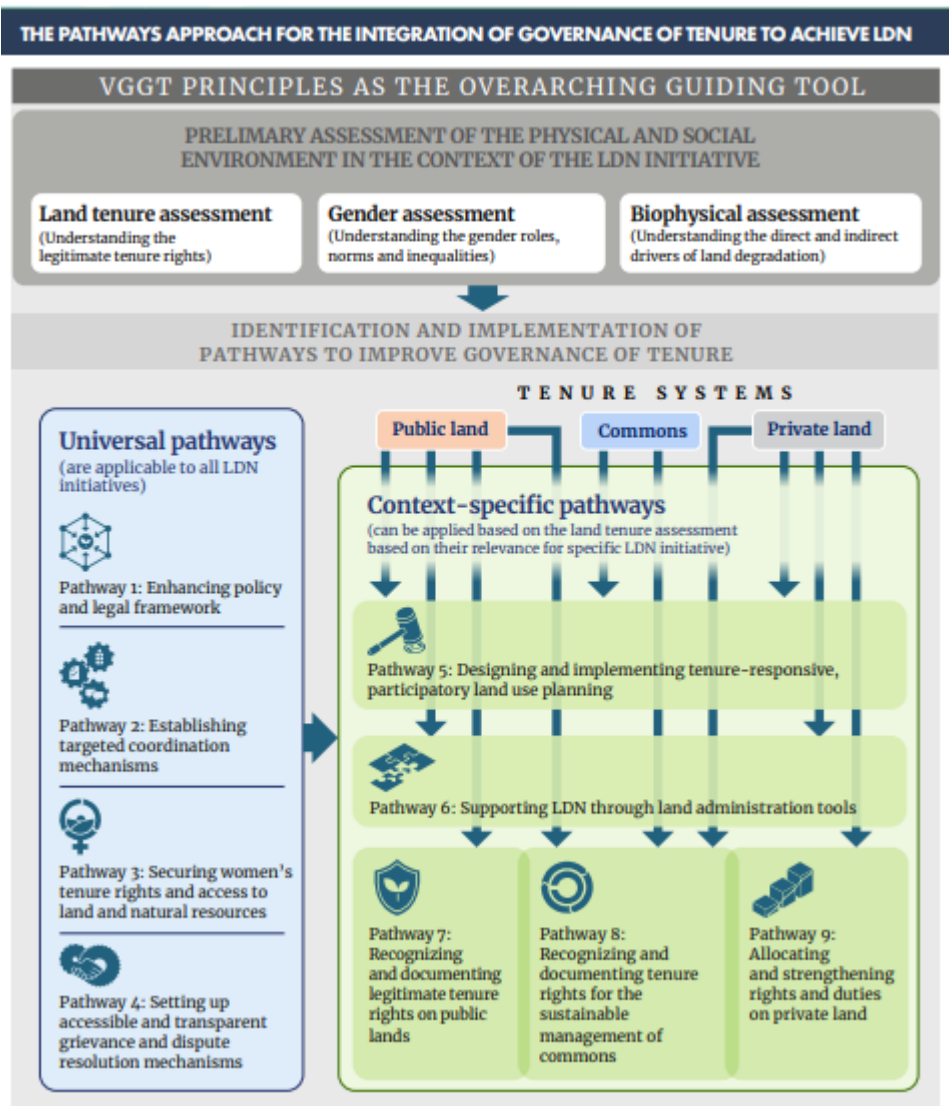 THE PATHWAYS APPROACH FOR THE INTEGRATION OF GOVERNANCE OF TENURE TO ACHIEVE LDN
VGGT PRINCIPLES AS THE OVERARCHING GUIDING TOOL
PRELIMARY ASSESSMENT OF THE PHYSICAL AND SOCIAL
ENVIRONMENT IN THE CONTEXT OF THE LDN INITIATIVE
Land tenure assessment
(Understanding the
legitimate tenure rights)
Gender assessment
(Understanding the gender roles,
norms and inequalities)
Biophysical assessment
(Understanding the direct and indirect
drivers of land degradation)
IDENTIFICATION AND IMPLEMENTATION OF
PATHWAYS TO IMPROVE GOVERNANCE OF TENURE
Universal pathways
(are applicable to all LDN
initiatives)
Pathway 1: Enhancing policy
and legal framework
Pathway 2: Establishing
targeted coordination
mechanisms
Pathway 3: Securing women's
tenure rights and access to
land and natural resources
Pathway 4: Setting up
accessible and transparent
grievance and dispute
resolution mechanisms
TENURE SYSTEMS
Public land
Commons
Private land
Context-specific pathways
(can be applied based on the land tenure assessment
based on their relevance for specific LDN initiative)
Pathway 5: Designing and implementing tenure-responsive,
participatory land use planning
Pathway 6: Supporting LDN through land administration tools
Pathway 7:
Recognizing
and documenting
legitimate tenure
rights on public
lands
Pathway 8:
Recognizing and
documenting tenure
rights for the
sustainable
management of
commons
Pathway 9:
Allocating
and strengthening
rights and duties
on private land